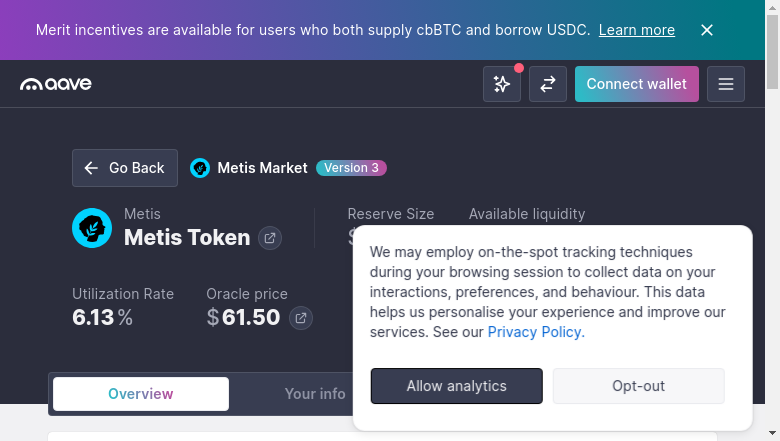 Merit incentives are available for users who both supply cbBTC and borrow USDC. Learn more
aave
Connect wallet
Go Back
Metis Market
Version 3
Metis
Metis Token
Reserve Size
Available liquidity
$
Utilization Rate
6.13%
Oracle price
$61.50
We may employ on-the-spot tracking techniques
during your browsing session to collect data on your
interactions, preferences, and behaviour. This data
helps us personalise your experience and improve our
services. See our Privacy Policy.
Allow analytics
Opt-out
Overview
Your info